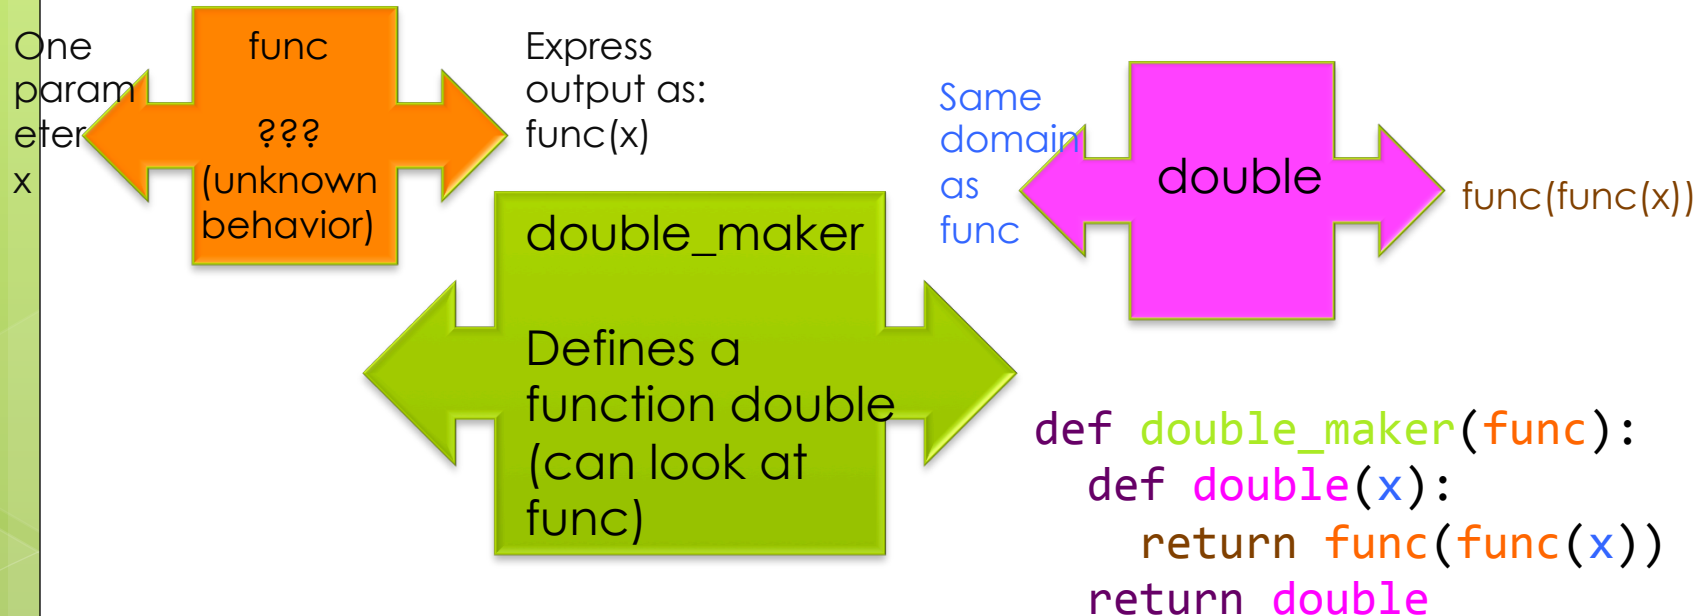 One
param
eter
x
func
???
(unknown
behavior)
Express
output as:
func(x)
double_maker
Defines a
function double
(can look at
func)
Same
domain
as
func
double
func(func(x))
def double_maker(func):
def double(x):
return func(func(x))
return double